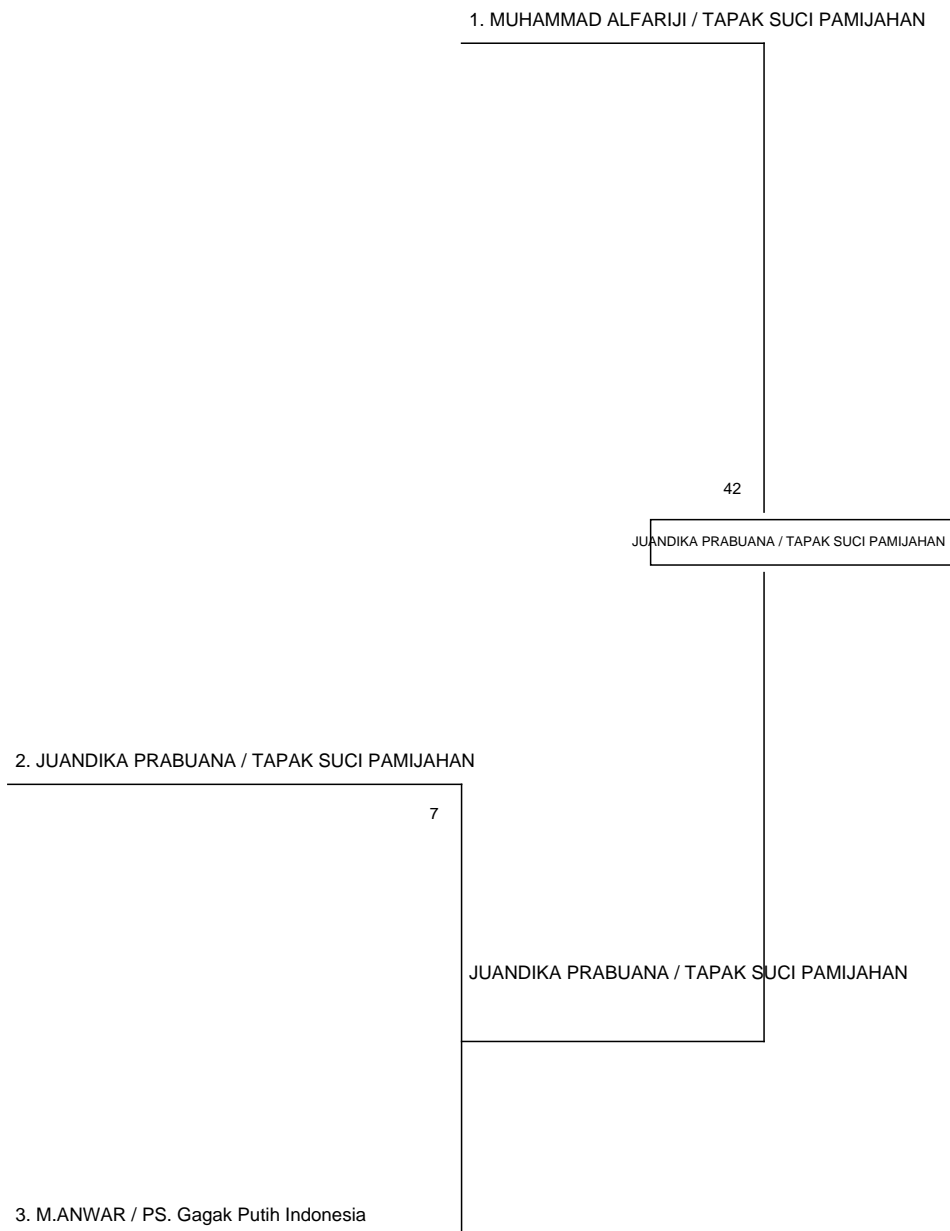 1. MUHAMMAD ALFARIJI / TAPAK SUCI PAMIJAHAN
42
JUANDIKA PRABUANA / TAPAK SUCI PAMIJAHAN
2. JUANDIKA PRABUANA / TAPAK SUCI PAMIJAHAN
7
JUANDIKA PRABUANA / TAPAK SUCI PAMIJAHAN
3. M.ANWAR / PS. Gagak Putih Indonesia